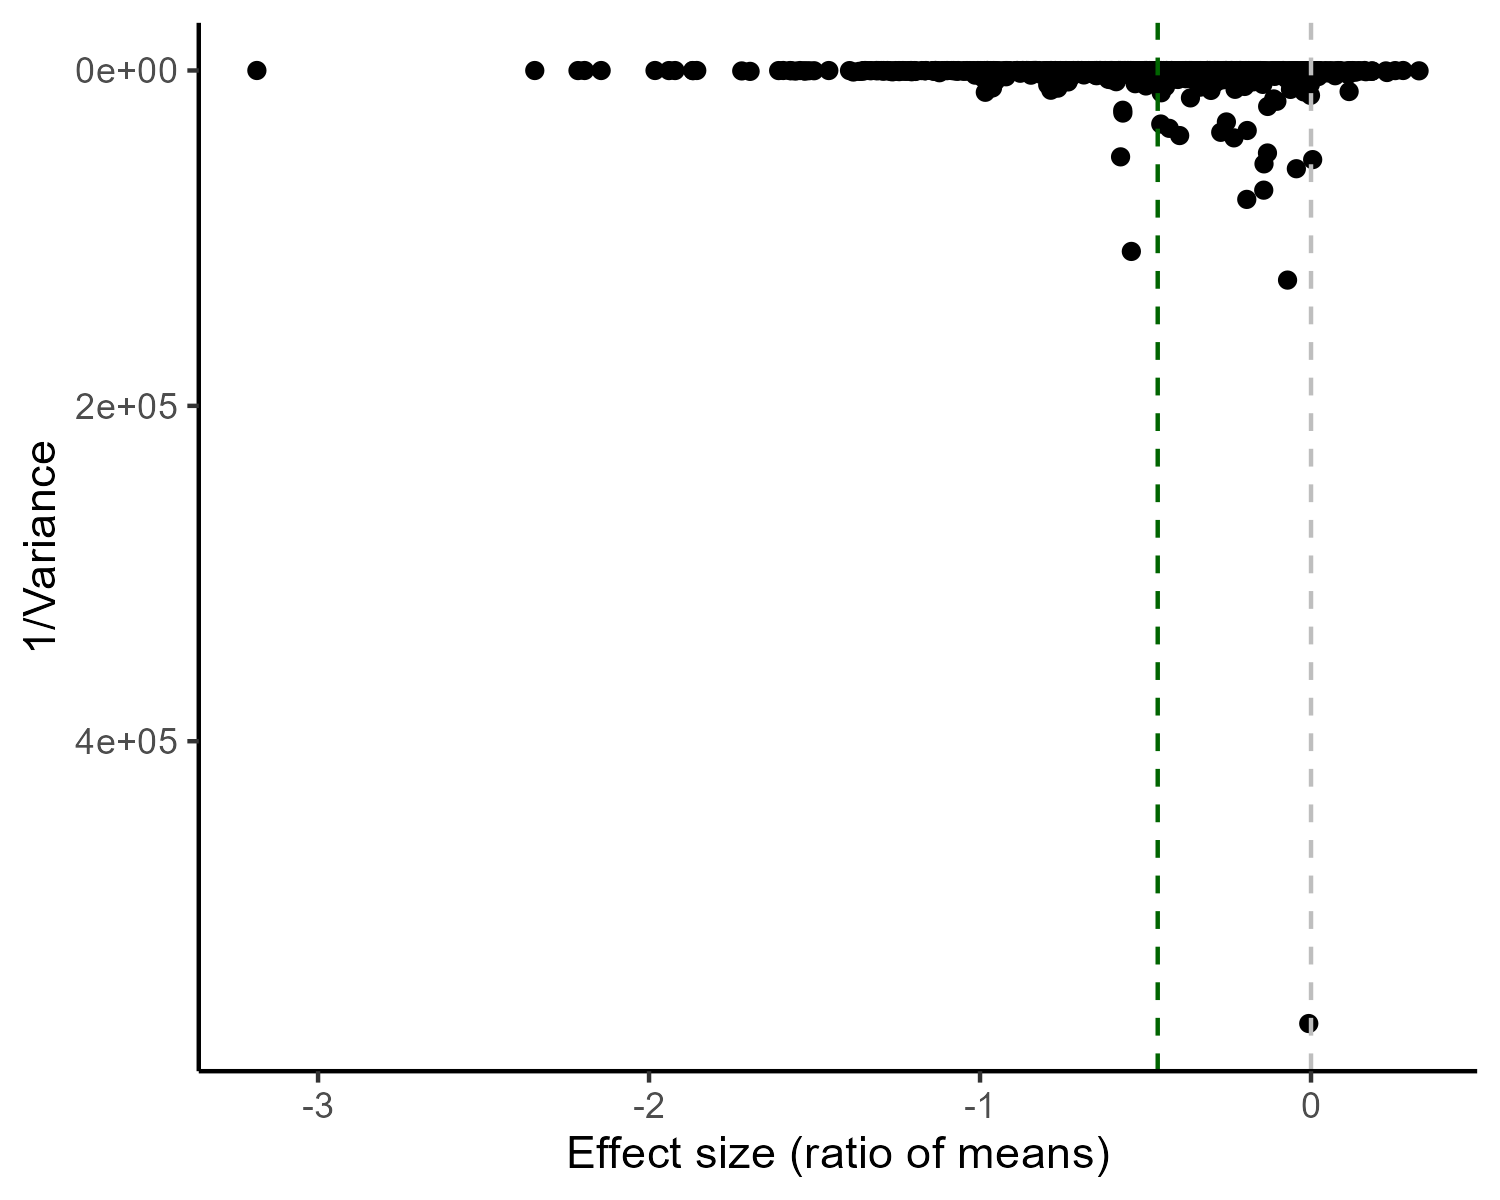 0e+00
2e+05
4e+05
1/Variance
-3
-2
-1
0
Effect size (ratio of means)